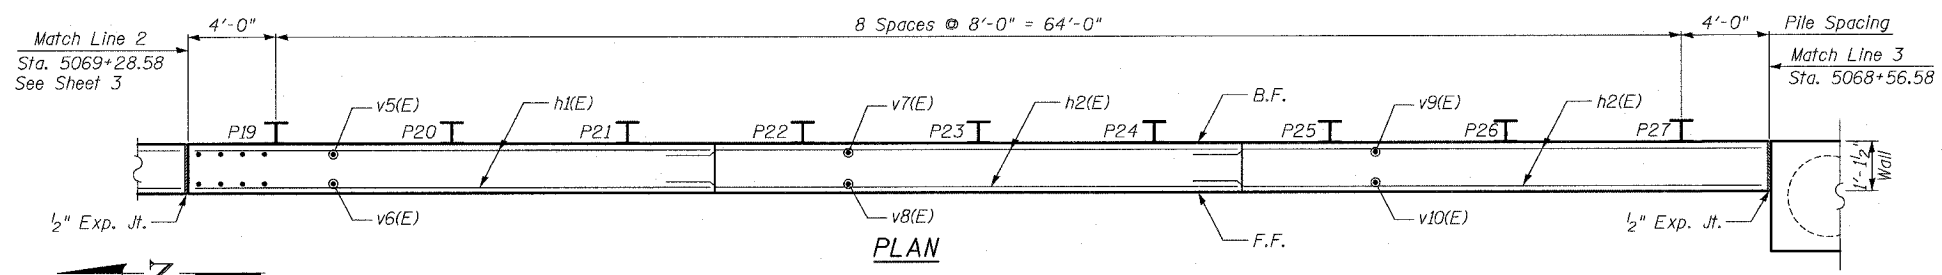 4'-0"
8 Spaces @ 8'-0" = 64'-0"
4'-0"
Pile Spacing
Match Line 2
Sta. 5069+28.58
See Sheet 3
Match Line 3
Sta. 5068+56.58
v5(E)
h1(E)
v7(E)
h2(E)
B.F.
v9(E)
h2(E)
P19
P20
P21
P22
P23
P24
P25
P26
P27
1'-1½"
Wall
½" Exp. Jt.
v6(E)
v8(E)
F.F.
v10(E)
½" Exp. Jt.
PLAN
Z